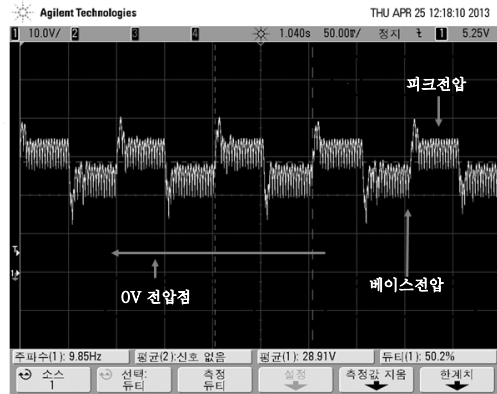 Agilent Technologies THU APR 25 12:18:10 2013
1 10.0V/ 2 3 4 1.040s 50.00㎳/ 정지 1 5.25V
피크전압
베이스전압
0V 전압점
T
1
주파수(1): 9.85Hz 평균(2):신호 없음 평균(1): 28.91V 듀티(1): 50.2%
소스 선택: 측정 설정 측정값 지움 한계치
1 듀티 듀티